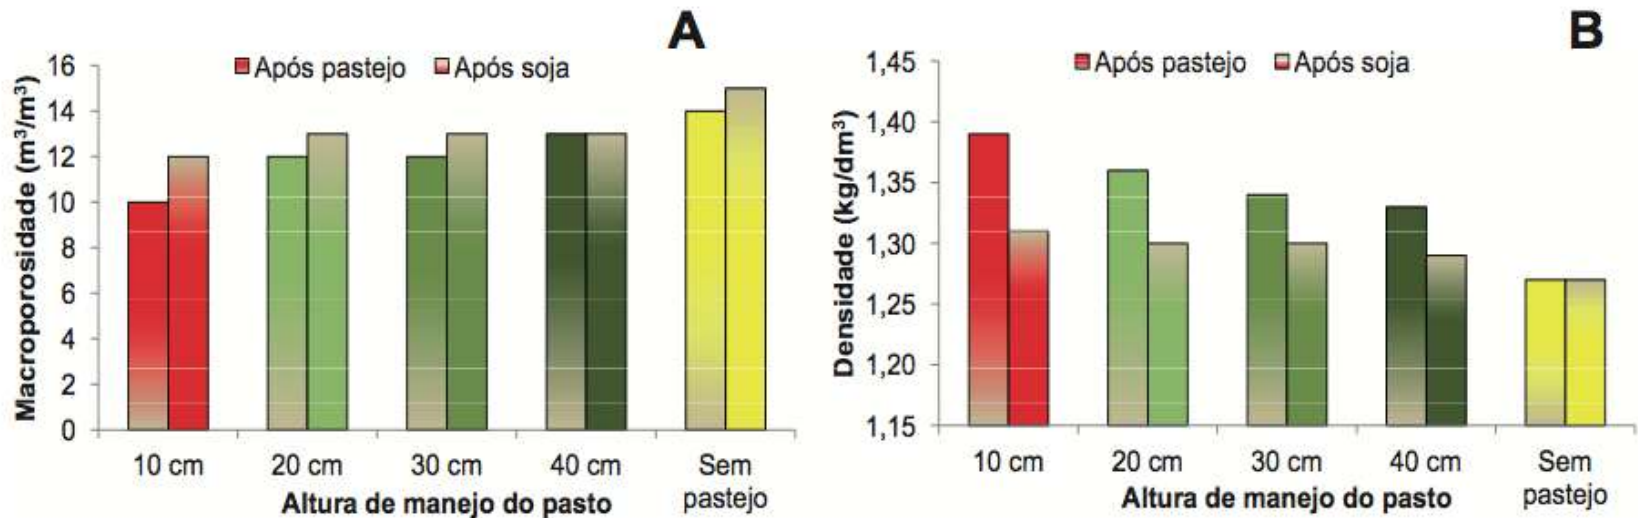 A
Após pastejo Após soja
Macroporosidade (m³/m³)
16
14
12
10
8
6
4
2
0
10 cm 20 cm 30 cm 40 cm Sem pastejo
Altura de manejo do pasto
B
Após pastejo Após soja
Densidade (kg/dm³)
1,45
1,40
1,35
1,30
1,25
1,20
1,15
10 cm 20 cm 30 cm 40 cm Sem pastejo
Altura de manejo do pasto